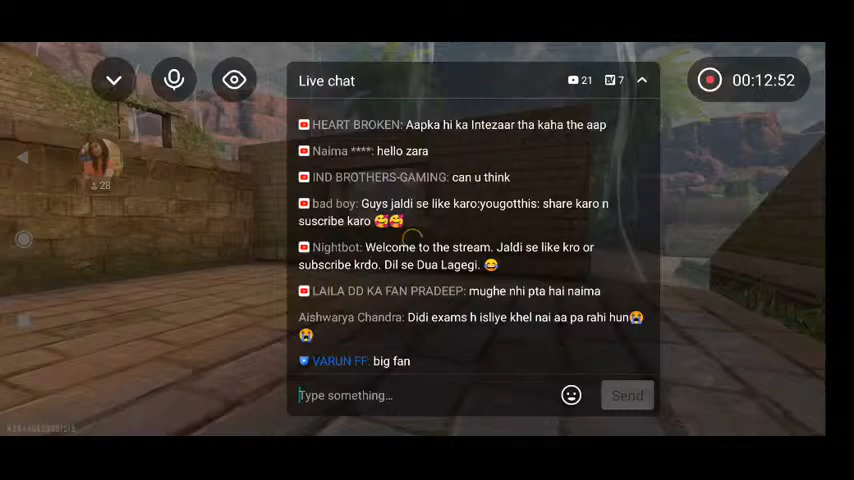 Live chat
21
7
00:12:52
HEART BROKEN: Aapka hi ka Intezaar tha kaha the aap
Naima ****: hello zara
28
IND BROTHERS-GAMING: can u think
bad boy: Guys jaldi se like karo:yougotthis: share karo n
suscribe karo 🥰🥰
Nightbot: Welcome to the stream. Jaldi se like kro or
subscribe krdo. Dil se Dua Lagegi. 😂
LAILA DD KA FAN PRADEEP: mughe nhi pta hai naima
Aishwarya Chandra: Didi exams h isliye khel nai aa pa rahi hun😭
😭
VARUN FF: big fan
Type something...
Send